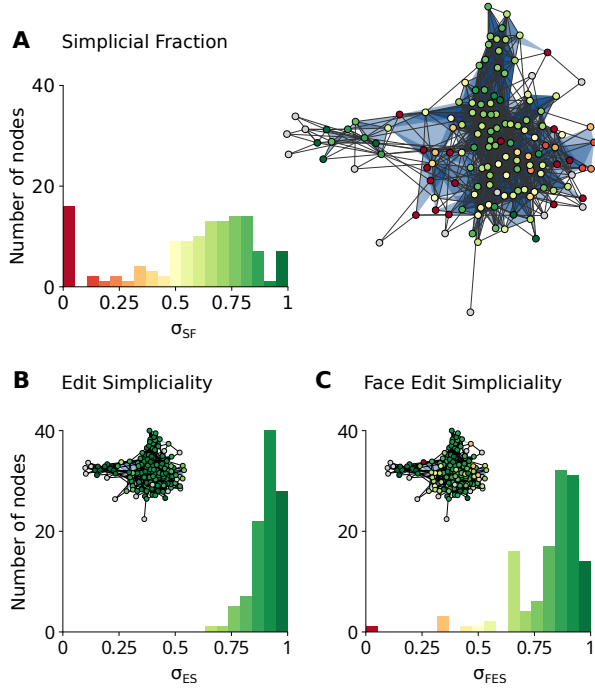 A Simplicial Fraction
Number of nodes
40
20
0
0 0.25 0.5 0.75 1
σSF
B Edit Simpliciality
Number of nodes
40
20
0
0 0.25 0.5 0.75 1
σES
C Face Edit Simpliciality
40
20
0
0 0.25 0.5 0.75 1
σFES